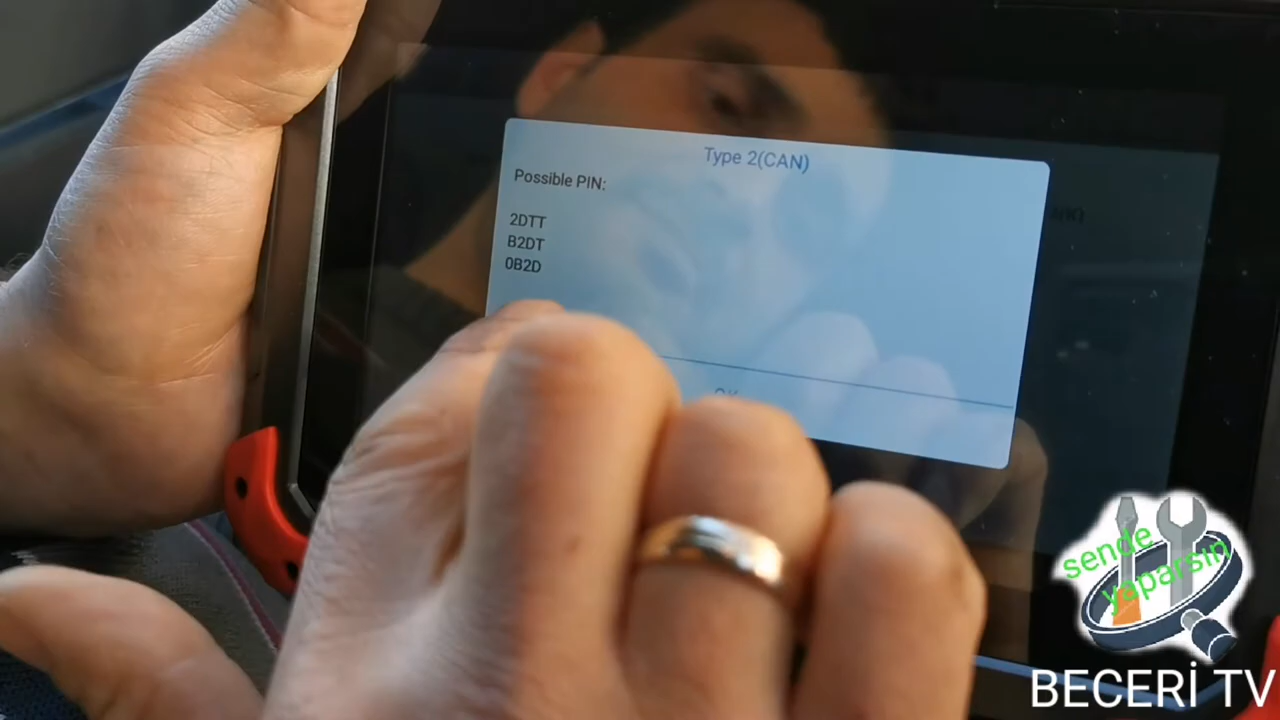 Type 2(CAN)
Possible PIN:
2DTT
B2DT
0B2D
sende
yaparsın
BECERİ TV